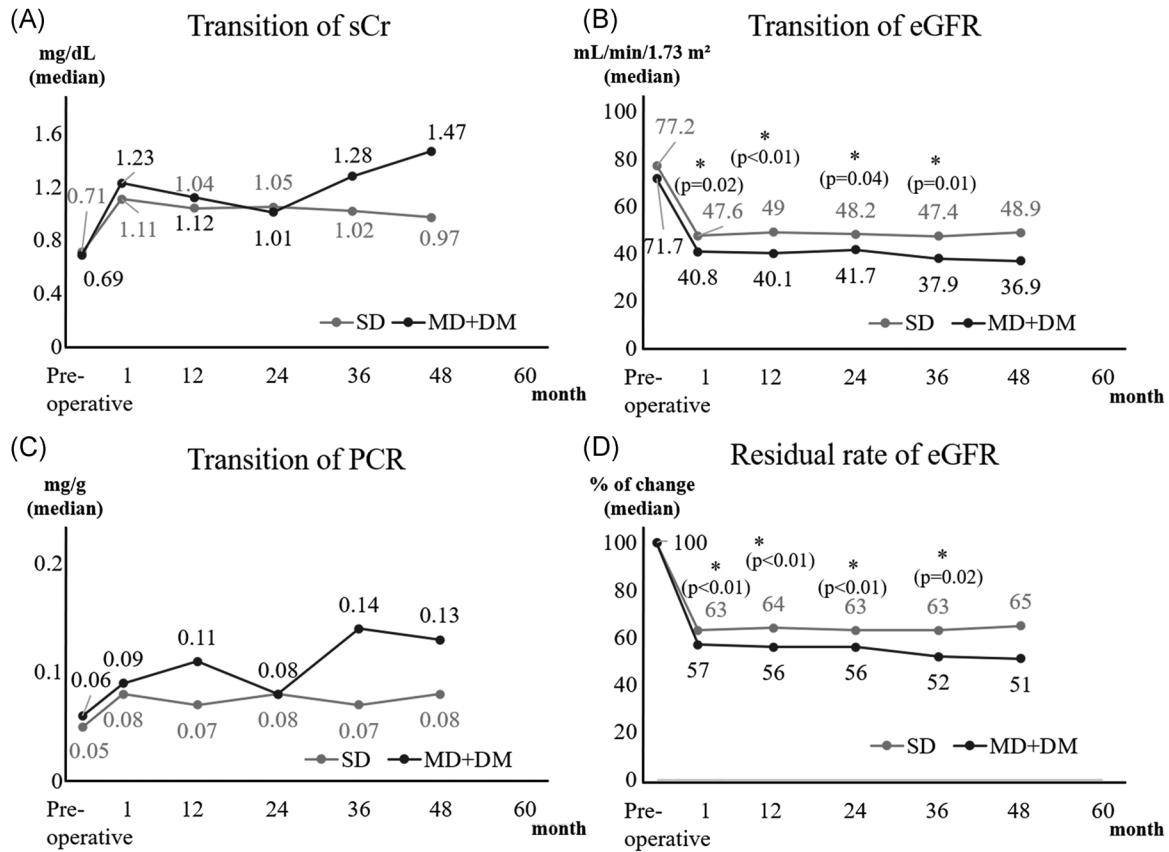 (A)
Transition of sCr
mg/dL
(median)
1.6
1.2
0.8
0.4
0
0.71
0.69
1.23
1.11
1.04
1.12
1.05
1.01
1.28
1.02
1.47
0.97
SD MD+DM
Pre-
operative
1 12 24 36 48 60
month
(B)
Transition of eGFR
mL/min/1.73 m²
(median)
100
80
60
40
20
0
77.2
71.7
*
(p=0.02)
47.6
40.8
*
(p<0.01)
49
40.1
*
(p=0.04)
48.2
41.7
*
(p=0.01)
47.4
37.9
48.9
36.9
SD MD+DM
Pre-
operative
1 12 24 36 48 60
month
(C)
Transition of PCR
mg/g
(median)
0.2
0.1
0
0.06
0.05
0.09
0.08
0.11
0.07
0.08
0.08
0.14
0.07
0.13
0.08
SD MD+DM
Pre-
operative
1 12 24 36 48 60
month
(D)
Residual rate of eGFR
% of change
(median)
100
80
60
40
20
0
100
*
(p<0.01)
63
57
*
(p<0.01)
64
56
*
(p<0.01)
63
56
*
(p=0.02)
63
52
65
51
SD MD+DM
Pre-
operative
1 12 24 36 48 60
month